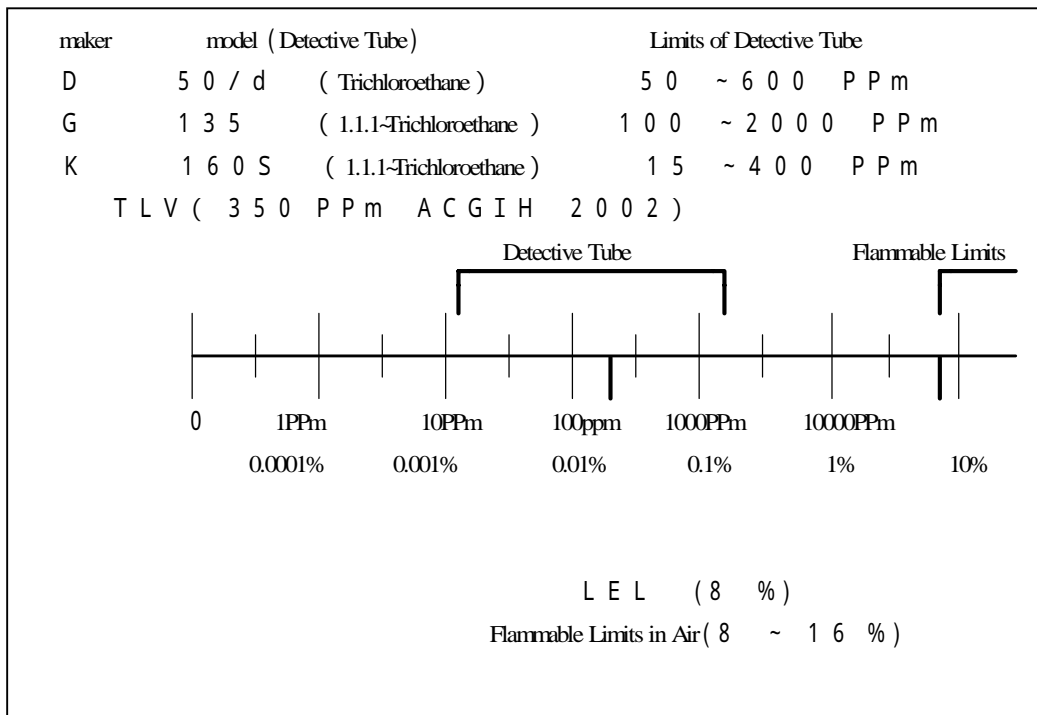 maker model (Detective Tube) Limits of Detective Tube
D 50/d (Trichloroethane) 50 ~600 PPm
G 135 (1.1.1~Trichloroethane) 100 ~2000 PPm
K 160S (1.1.1~Trichloroethane) 15 ~400 PPm
TLV( 350 PPm ACGIH 2002)
Detective Tube Flammable Limits
0 1PPm 10PPm 100ppm 1000PPm 10000PPm
0.0001% 0.001% 0.01% 0.1% 1% 10%
LEL (8 %)
Flammable Limits in Air(8 ~ 16 %)